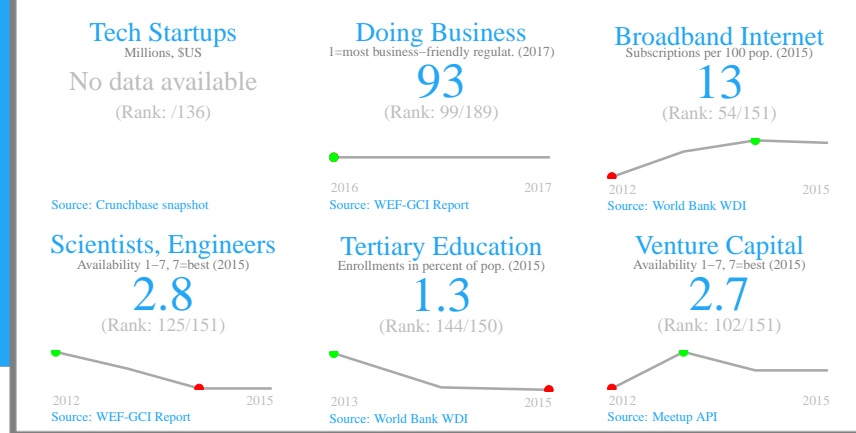 Tech Startups
Millions, $US
No data available
(Rank: /136)
Source: Crunchbase snapshot
Doing Business
1=most business–friendly regulat. (2017)
93
(Rank: 99/189)
2016 2017
Source: WEF-GCI Report
Broadband Internet
Subscriptions per 100 pop. (2015)
13
(Rank: 54/151)
2012 2015
Source: World Bank WDI
Scientists, Engineers
Availability 1–7, 7=best (2015)
2.8
(Rank: 125/151)
2012 2015
Source: WEF-GCI Report
Tertiary Education
Enrollments in percent of pop. (2015)
1.3
(Rank: 144/150)
2013 2015
Source: World Bank WDI
Venture Capital
Availability 1–7, 7=best (2015)
2.7
(Rank: 102/151)
2012 2015
Source: Meetup API